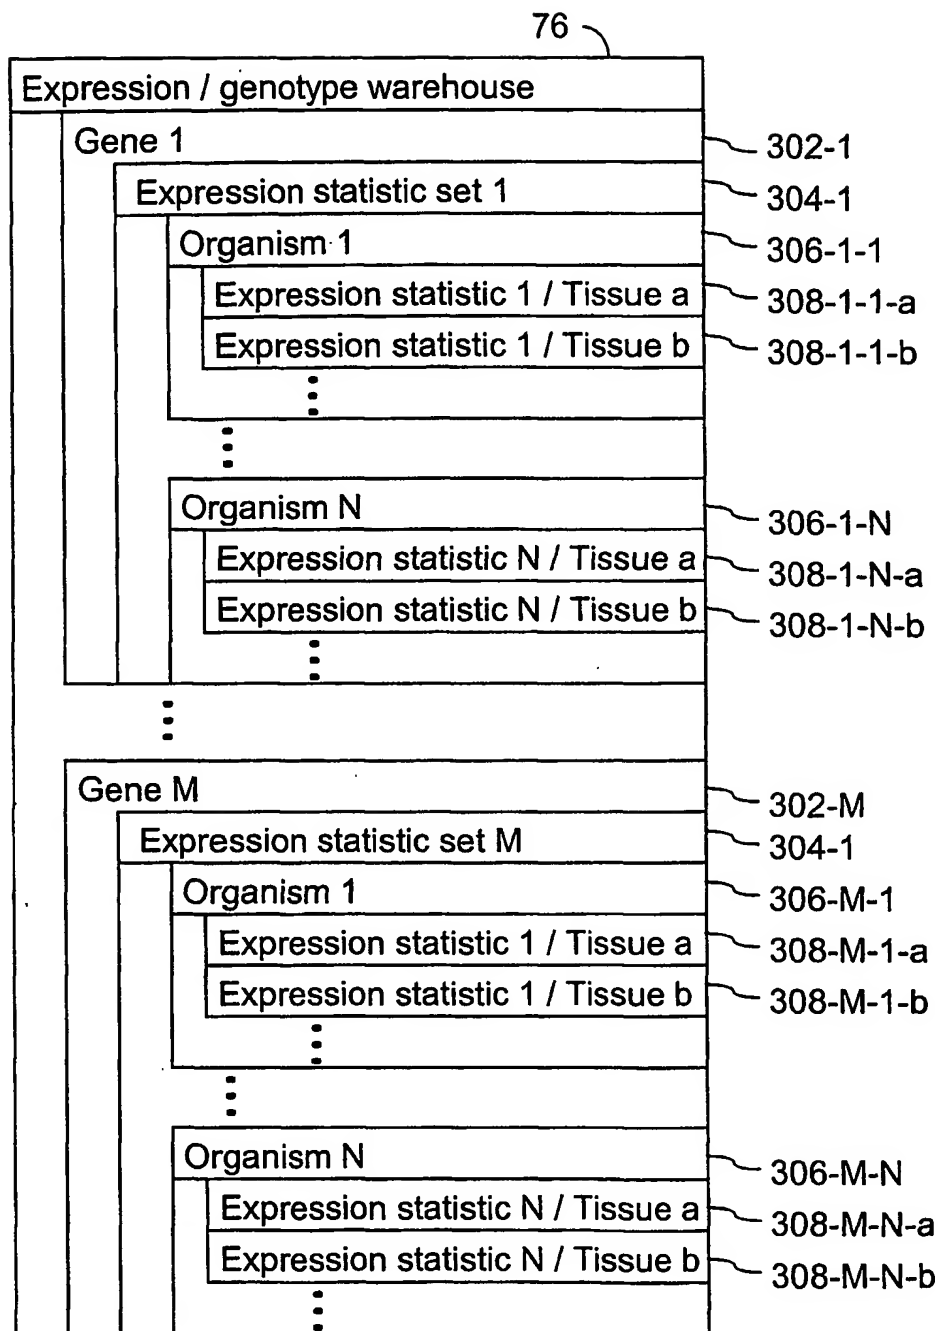 76
Expression / genotype warehouse
Gene 1 302-1
Expression statistic set 1 304-1
Organism 1 306-1-1
Expression statistic 1 / Tissue a 308-1-1-a
Expression statistic 1 / Tissue b 308-1-1-b
Organism N 306-1-N
Expression statistic N / Tissue a 308-1-N-a
Expression statistic N / Tissue b 308-1-N-b
Gene M 302-M
Expression statistic set M 304-1
Organism 1 306-M-1
Expression statistic 1 / Tissue a 308-M-1-a
Expression statistic 1 / Tissue b 308-M-1-b
Organism N 306-M-N
Expression statistic N / Tissue a 308-M-N-a
Expression statistic N / Tissue b 308-M-N-b